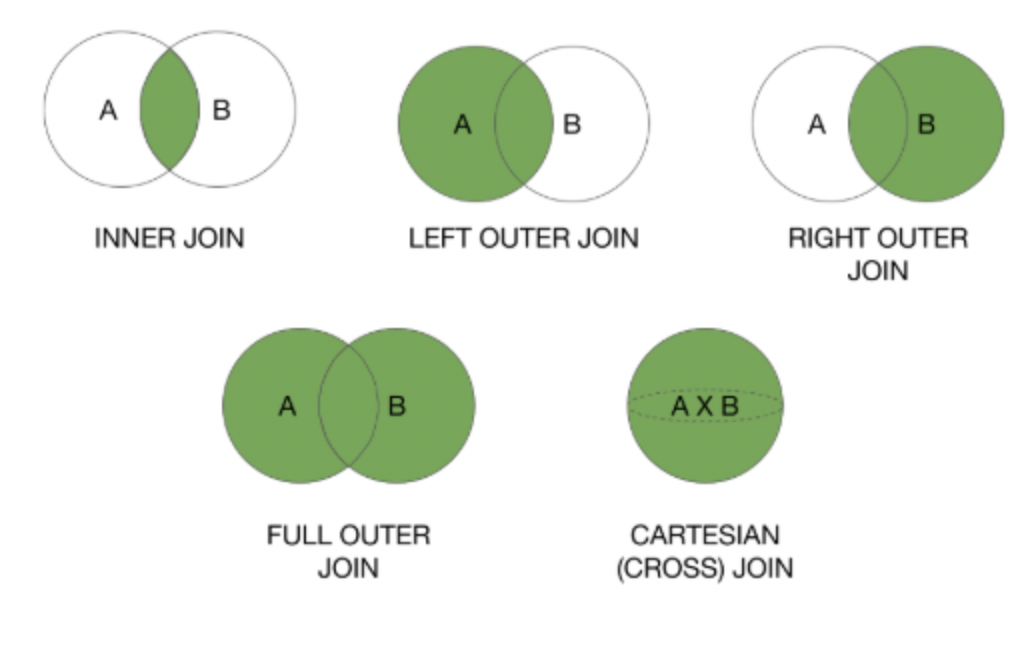 A
B
INNER JOIN
A
B
LEFT OUTER JOIN
A
B
RIGHT OUTER
JOIN
A
B
FULL OUTER
JOIN
A X B
CARTESIAN
(CROSS) JOIN